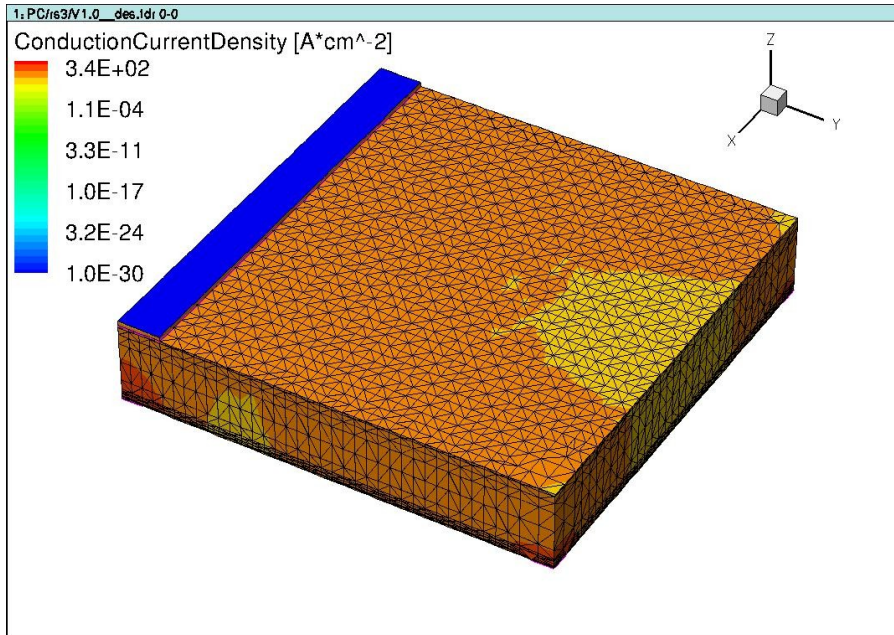 1: PC/rs3/V1.0__des.tdr 0-0
ConductionCurrentDensity [A*cm^-2]
3.4E+02
1.1E-04
3.3E-11
1.0E-17
3.2E-24
1.0E-30
Z
X
Y